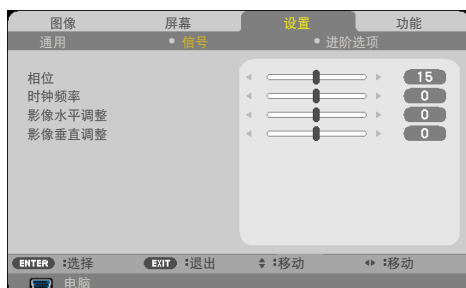 图像 屏幕 设置 功能
通用 • 信号 • 进阶选项
相位 15
时钟频率 0
影像水平调整 0
影像垂直调整 0
ENTER :选择 EXIT :退出 :移动 :移动
电脑